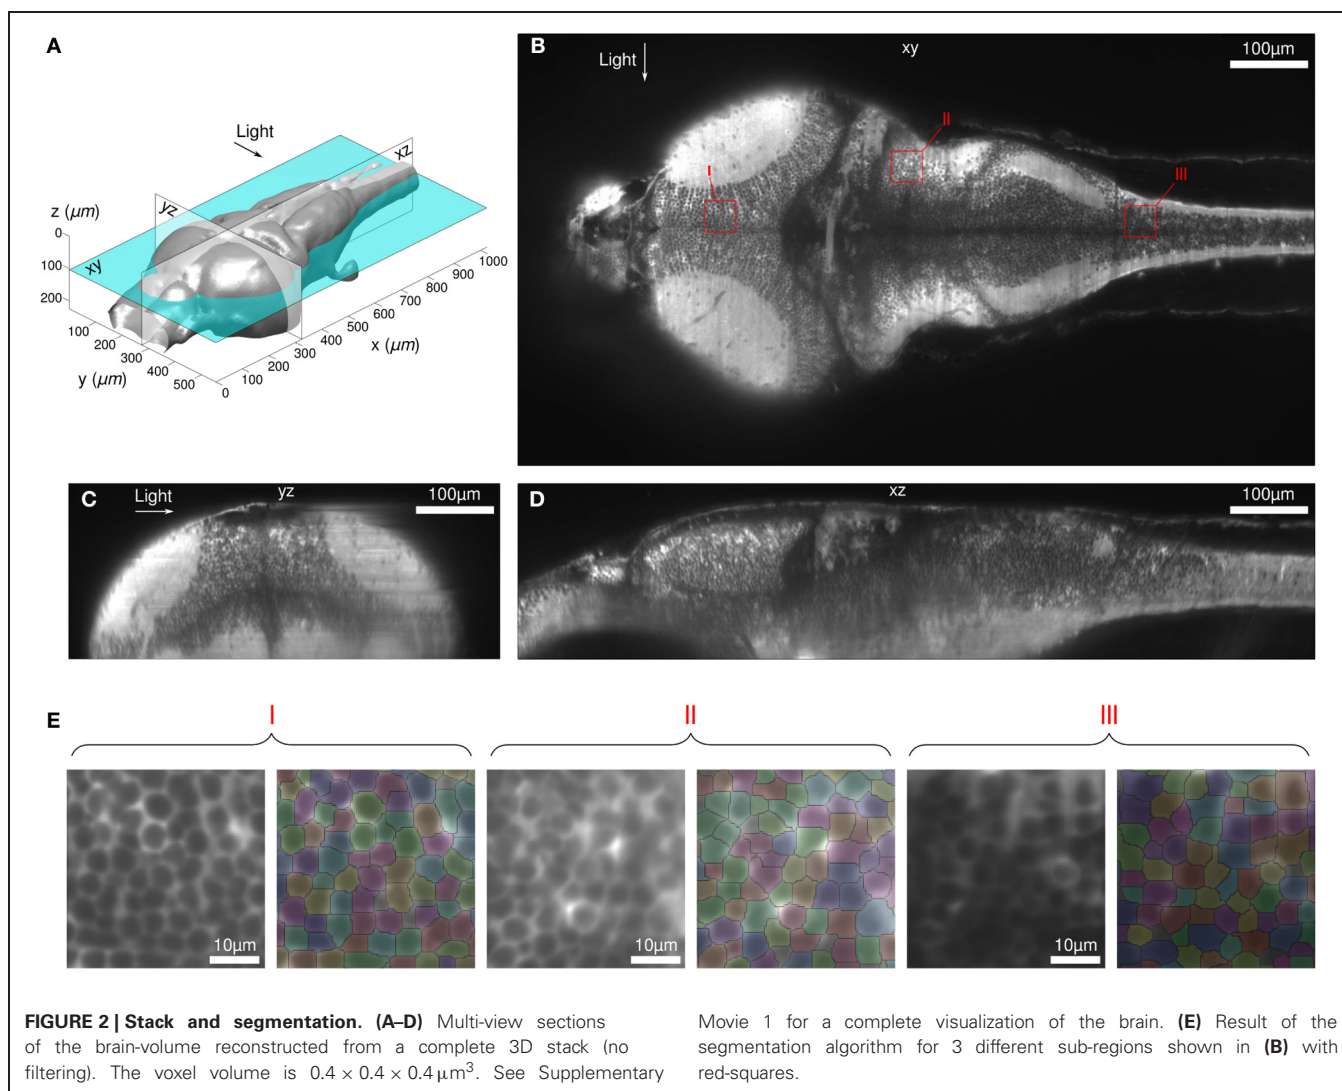 A
Light
xz
yz
z (μm)
0
100
200
xy
100
200
300
400
500
y (μm)
0
100
200
300
400
500
600
700
800
900
1000
x (μm)
B
Light
xy
100μm
I
II
III
C
Light
yz
100μm
D
xz
100μm
E
I
II
III
10μm
10μm
10μm
FIGURE 2 | Stack and segmentation. (A–D) Multi-view sections
of the brain-volume reconstructed from a complete 3D stack (no
filtering). The voxel volume is 0.4 × 0.4 × 0.4 μm³. See Supplementary
Movie 1 for a complete visualization of the brain. (E) Result of the
segmentation algorithm for 3 different sub-regions shown in (B) with
red-squares.